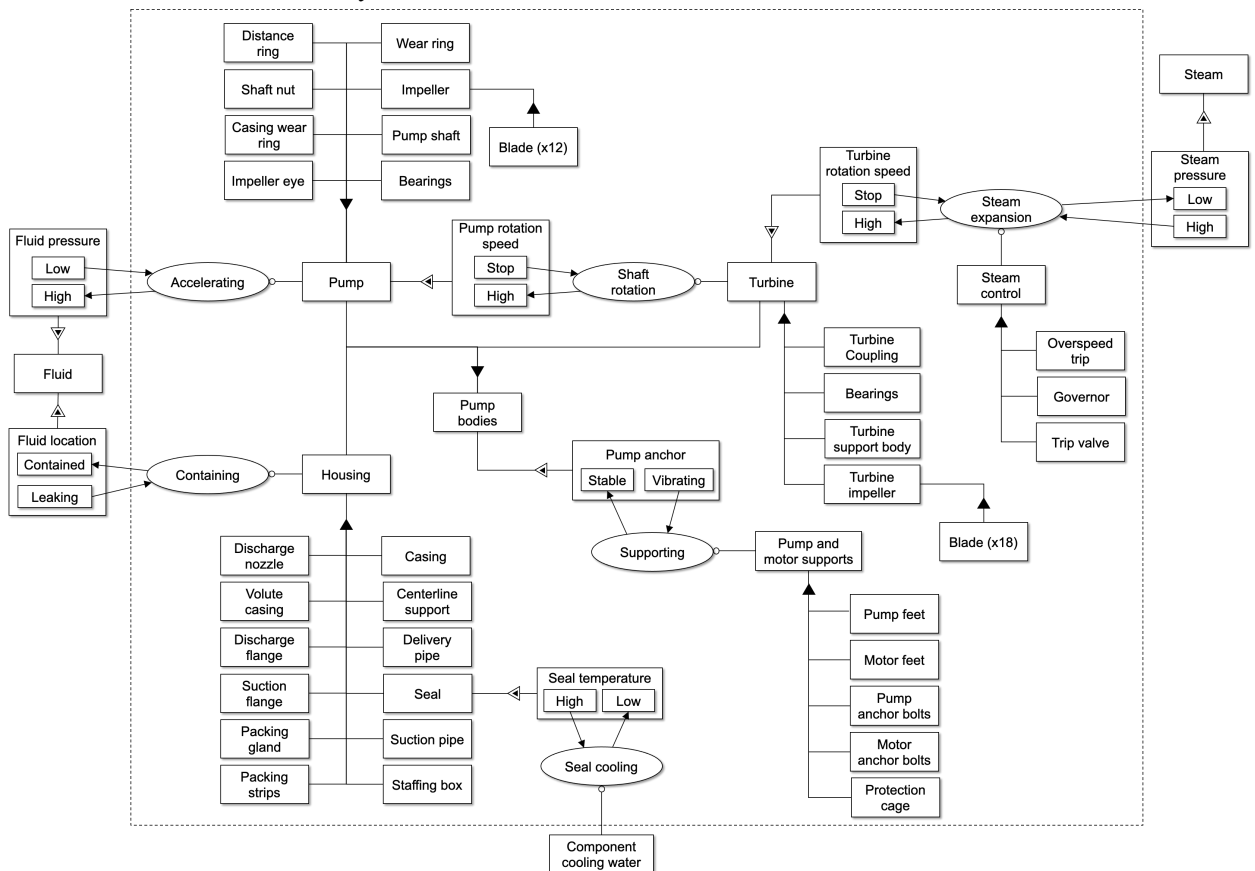 Distance
ring
Wear ring
Shaft nut
Impeller
Casing wear
ring
Pump shaft
Blade (x12)
Impeller eye
Bearings
Steam
Turbine
rotation speed
Stop
High
Steam
expansion
Steam
pressure
Low
High
Fluid pressure
Low
High
Accelerating
Pump
Pump rotation
speed
Stop
High
Shaft
rotation
Turbine
Steam
control
Fluid
Overspeed
trip
Governor
Trip valve
Turbine
Coupling
Bearings
Turbine
support body
Turbine
impeller
Blade (x18)
Pump
bodies
Fluid location
Contained
Leaking
Containing
Housing
Pump anchor
Stable
Vibrating
Supporting
Pump and
motor supports
Discharge
nozzle
Casing
Volute
casing
Centerline
support
Discharge
flange
Delivery
pipe
Suction
flange
Seal
Packing
gland
Suction pipe
Packing
strips
Staffing box
Seal temperature
High
Low
Seal cooling
Pump feet
Motor feet
Pump
anchor bolts
Motor
anchor bolts
Protection
cage
Component
cooling water